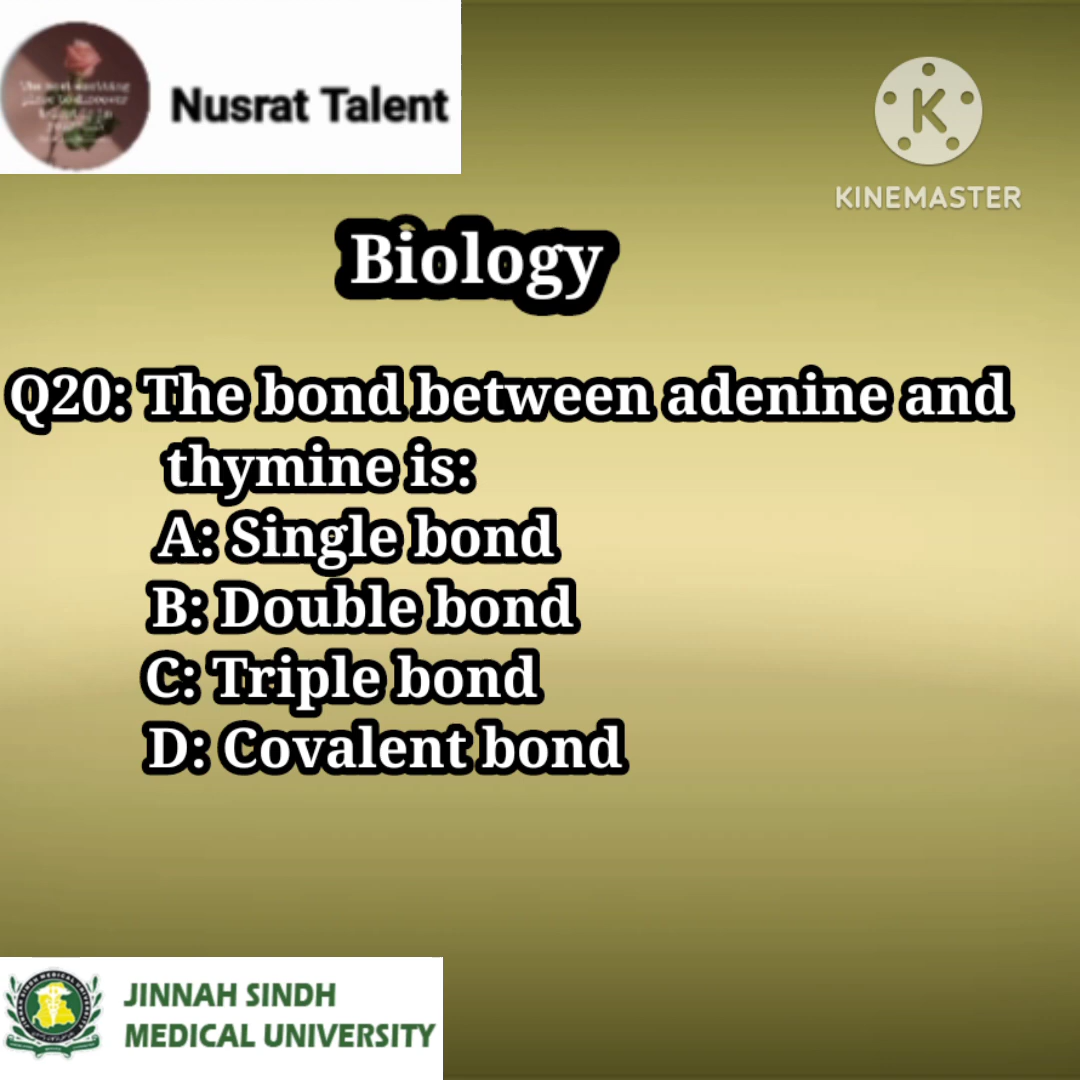 Nusrat Talent
K
KINEMASTER
Biology
Q20: The bond between adenine and
thymine is:
A: Single bond
B: Double bond
C: Triple bond
D: Covalent bond
JINNAH SINDH
MEDICAL UNIVERSITY